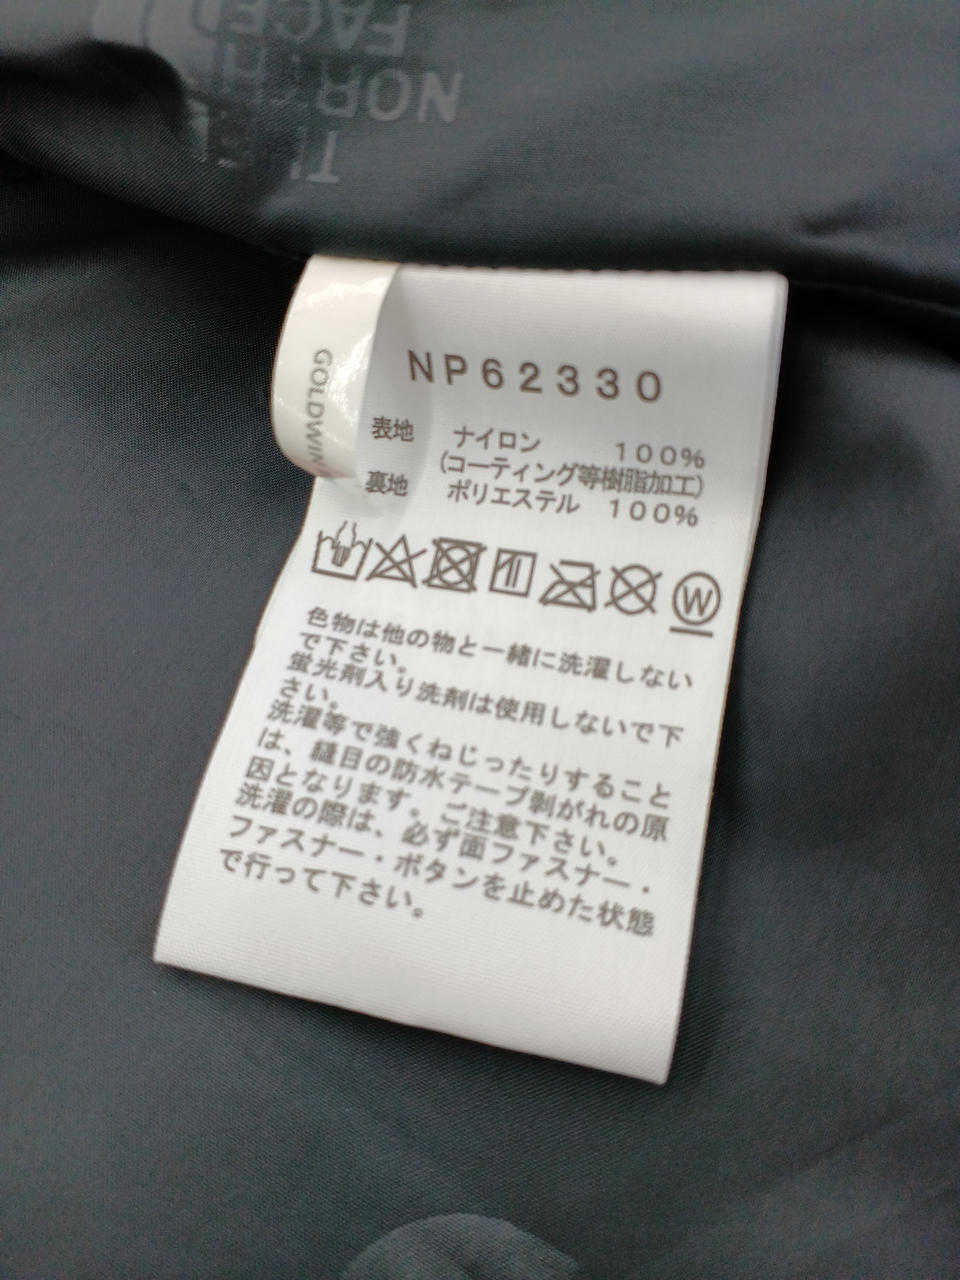 THE
NORTH
FACE
GOLDWIN
NP62330
表地 ナイロン 100%
(コーティング等樹脂加工)
裏地 ポリエステル 100%
W
色物は他の物と一緒に洗濯しない
で下さい。
蛍光剤入り洗剤は使用しないで下
さい。
洗濯等で強くねじったりすること
は、縫目の防水テープ剥がれの原
因となります。ご注意下さい。
洗濯の際は、必ず面ファスナー・
ファスナー・ボタンを止めた状態
で行って下さい。